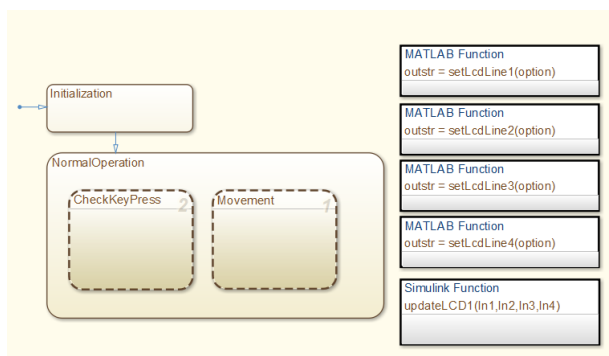 Initialization
NormalOperation
CheckKeyPress
2
Movement
1
MATLAB Function
outstr = setLcdLine1(option)
MATLAB Function
outstr = setLcdLine2(option)
MATLAB Function
outstr = setLcdLine3(option)
MATLAB Function
outstr = setLcdLine4(option)
Simulink Function
updateLCD1(In1,In2,In3,In4)